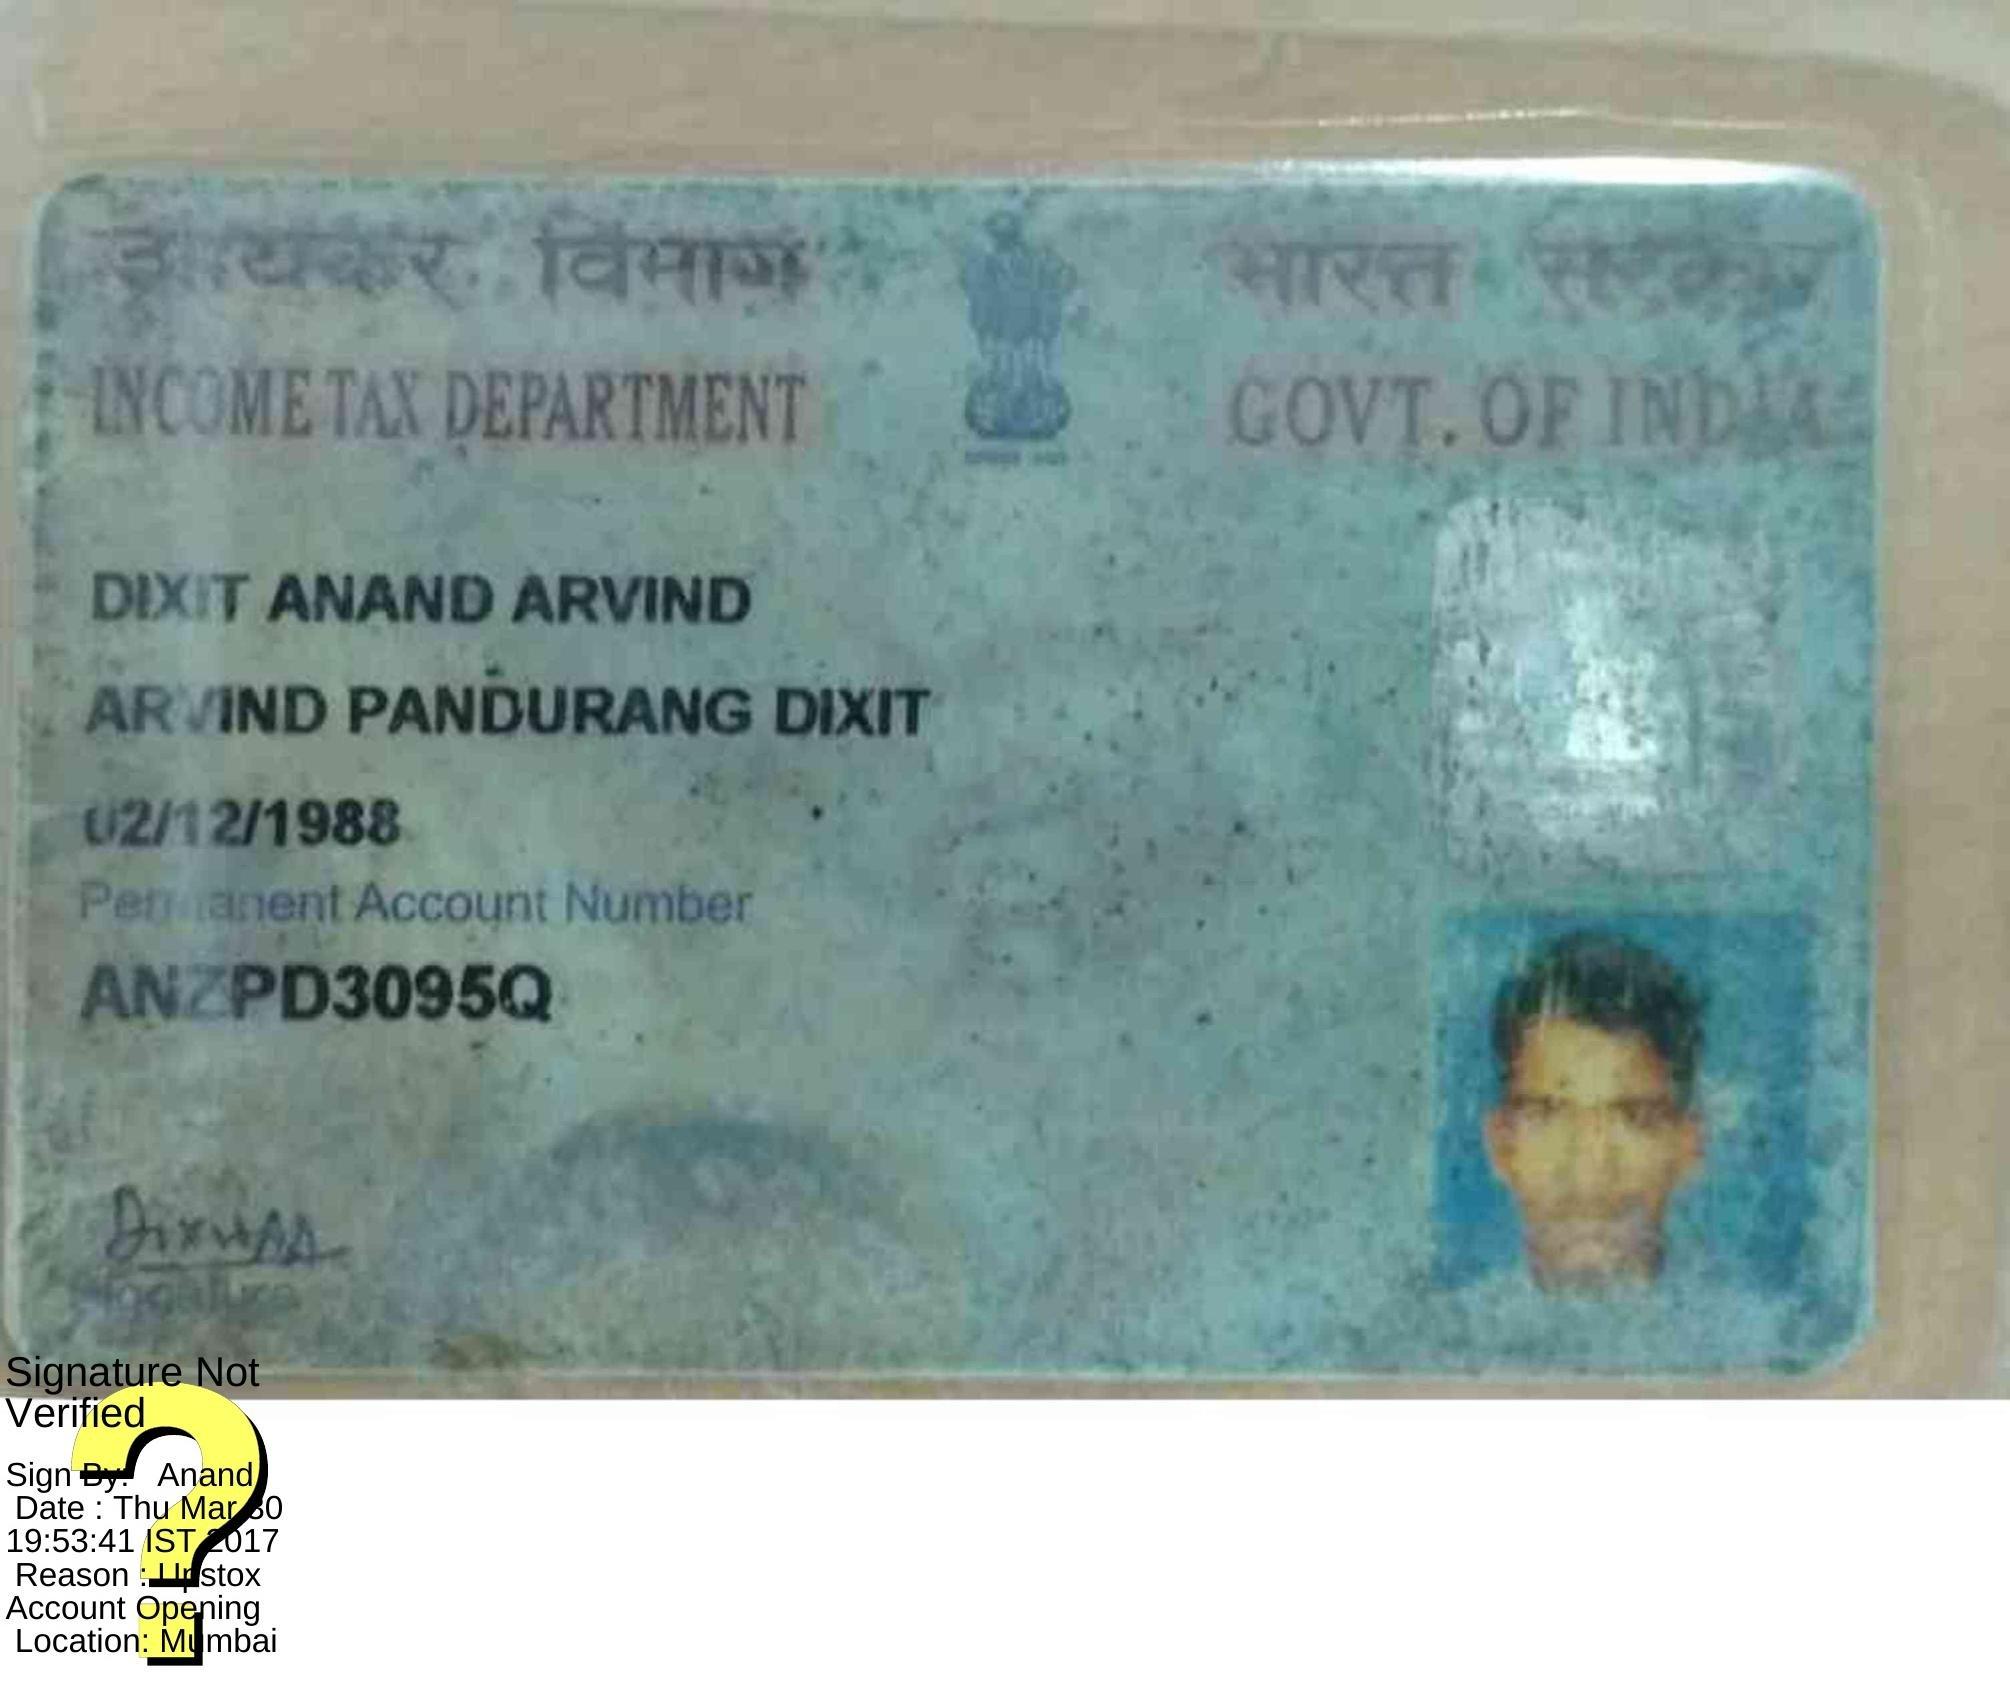 आयकर विभाग
भारत सरकार
INCOME TAX DEPARTMENT
GOVT. OF INDIA
DIXIT ANAND ARVIND
ARVIND PANDURANG DIXIT
02/12/1988
Permanent Account Number
ANZPD3095Q
Signature
Signature Not
Verified
Sign By: Anand
Date : Thu Mar 30
19:53:41 IST 2017
Reason : Upstox
Account Opening
Location: Mumbai